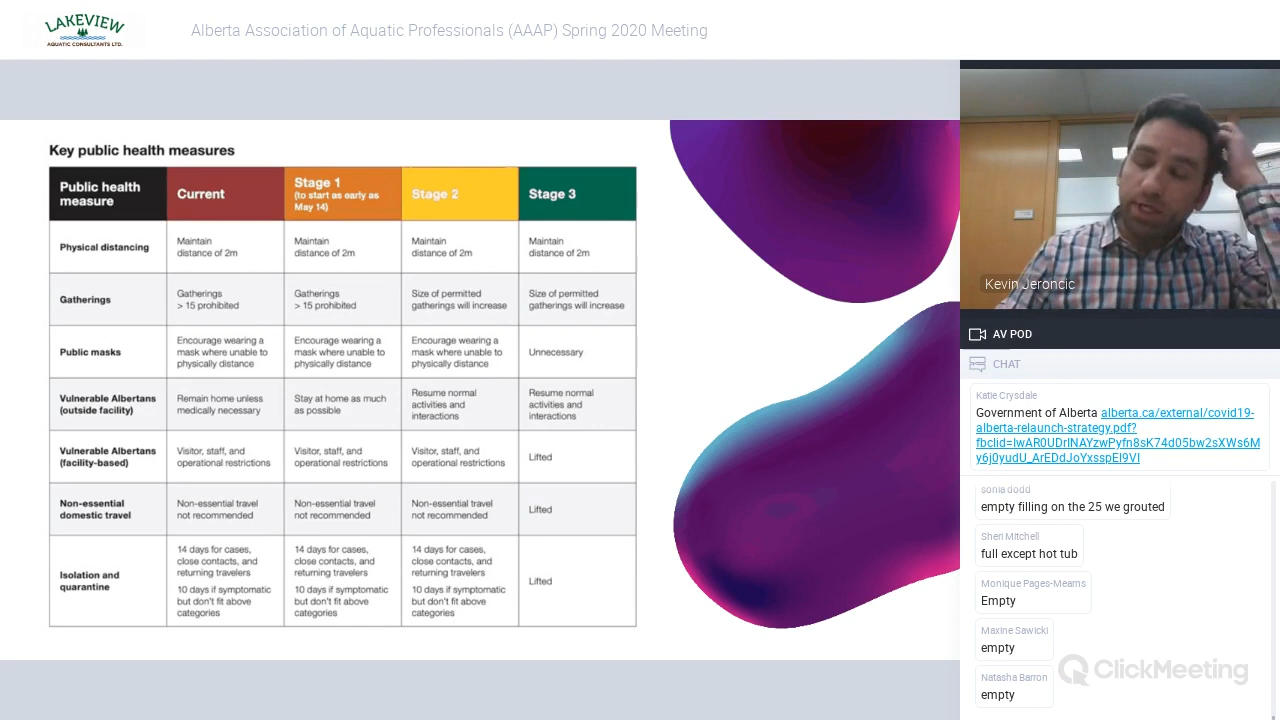 LAKEVIEW
AQUATIC CONSULTANTS LTD.
Alberta Association of Aquatic Professionals (AAAP) Spring 2020 Meeting
Key public health measures
Public health
measure
Current
Stage 1
(to start as early as
May 14)
Stage 2
Stage 3
Physical distancing
Maintain
distance of 2m
Maintain
distance of 2m
Maintain
distance of 2m
Maintain
distance of 2m
Gatherings
Gatherings
> 15 prohibited
Gatherings
> 15 prohibited
Size of permitted
gatherings will increase
Size of permitted
gatherings will increase
Public masks
Encourage wearing a
mask where unable to
physically distance
Encourage wearing a
mask where unable to
physically distance
Encourage wearing a
mask where unable to
physically distance
Unnecessary
Vulnerable Albertans
(outside facility)
Remain home unless
medically necessary
Stay at home as much
as possible
Resume normal
activities and
interactions
Resume normal
activities and
interactions
Vulnerable Albertans
(facility-based)
Visitor, staff, and
operational restrictions
Visitor, staff, and
operational restrictions
Visitor, staff, and
operational restrictions
Lifted
Non-essential
domestic travel
Non-essential travel
not recommended
Non-essential travel
not recommended
Non-essential travel
not recommended
Lifted
Isolation and
quarantine
14 days for cases,
close contacts, and
returning travelers
10 days if symptomatic
but don't fit above
categories
14 days for cases,
close contacts, and
returning travelers
10 days if symptomatic
but don't fit above
categories
14 days for cases,
close contacts, and
returning travelers
10 days if symptomatic
but don't fit above
categories
Lifted
Kevin Jeroncic
AV POD
CHAT
Katie Crysdale
Government of Alberta alberta.ca/external/covid19-
alberta-relaunch-strategy.pdf?
fbclid=IwAR0UDrINAYzwPyfn8sK74d05bw2sXWs6M
y6j0yudU_ArEDdJoYxsspEI9VI
sonia dodd
empty filling on the 25 we grouted
Sheri Mitchell
full except hot tub
Monique Pages-Mearns
Empty
Maxine Sawicki
empty
Natasha Barron
empty
ClickMeeting